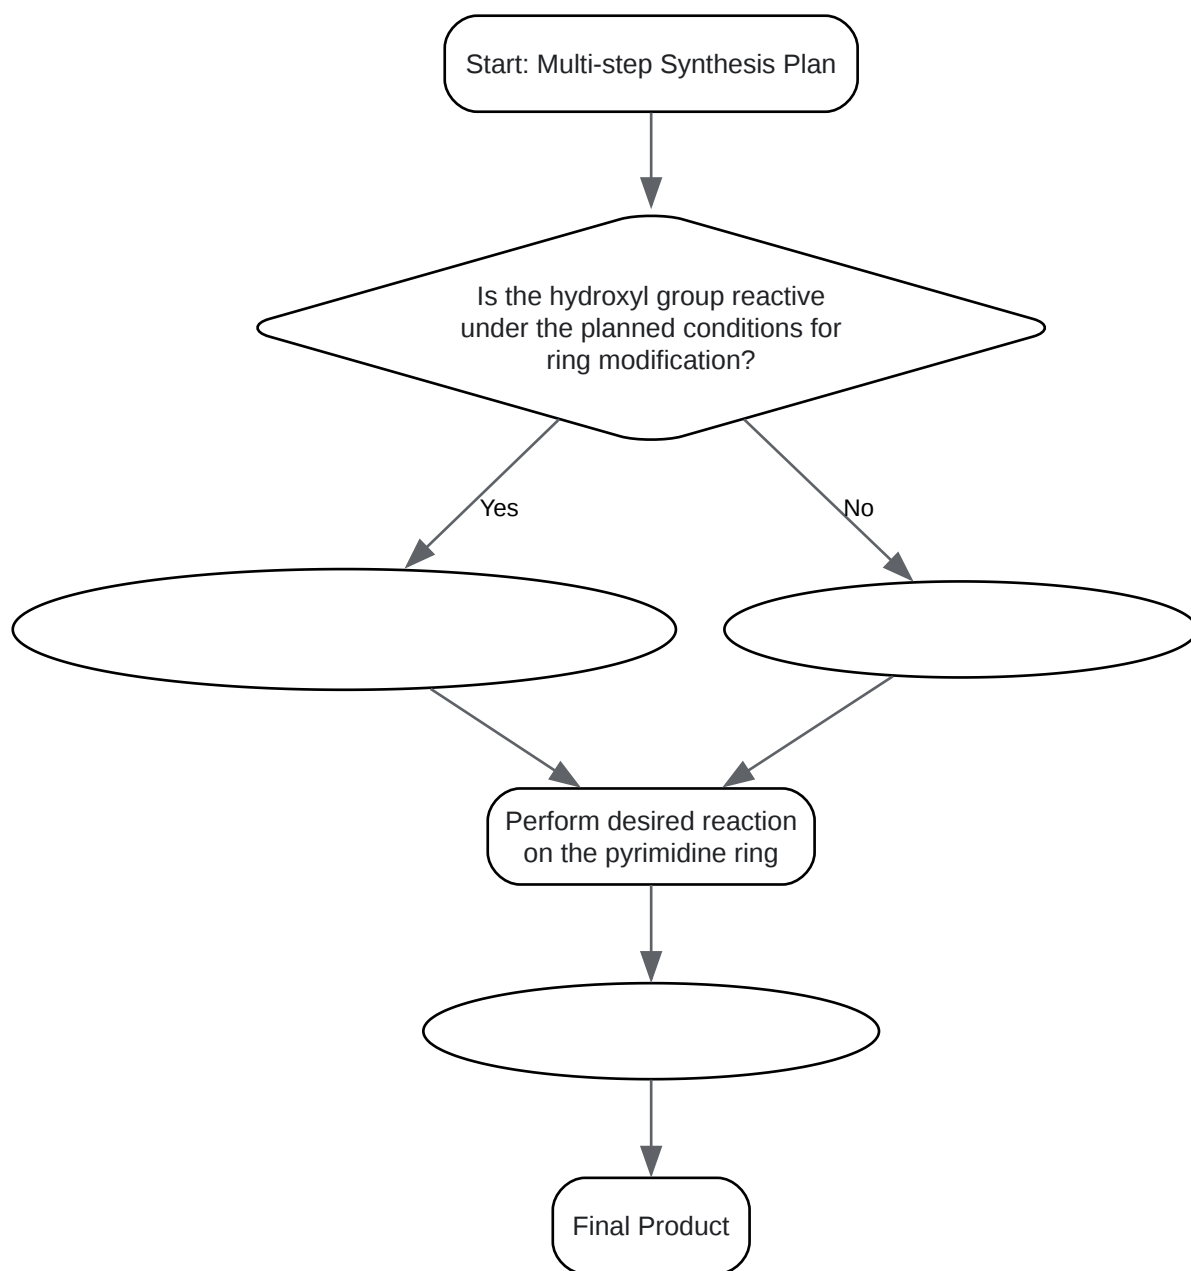 Start: Multi-step Synthesis Plan
Is the hydroxyl group reactive
under the planned conditions for
ring modification?
Yes
No
Perform desired reaction
on the pyrimidine ring
Final Product